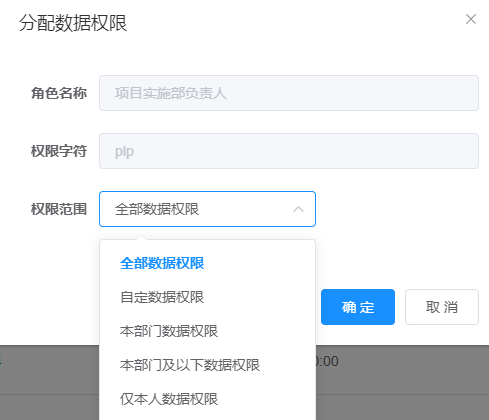 分配数据权限
角色名称 项目实施部负责人
权限字符 plp
权限范围 全部数据权限
全部数据权限
自定数据权限
确 定 取 消
本部门数据权限
本部门及以下数据权限 0:00
仅本人数据权限